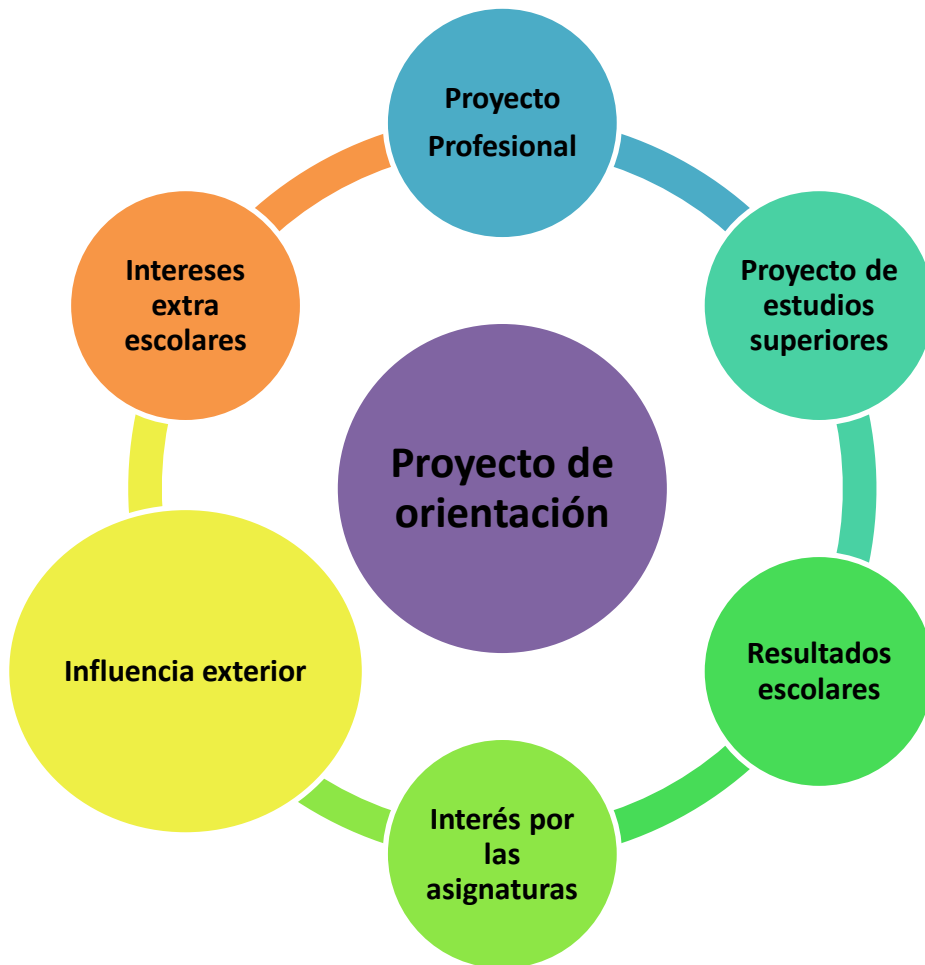 Proyecto
Profesional
Proyecto de
estudios
superiores
Resultados
escolares
Interés por
las
asignaturas
Influencia exterior
Intereses
extra
escolares
Proyecto de
orientación